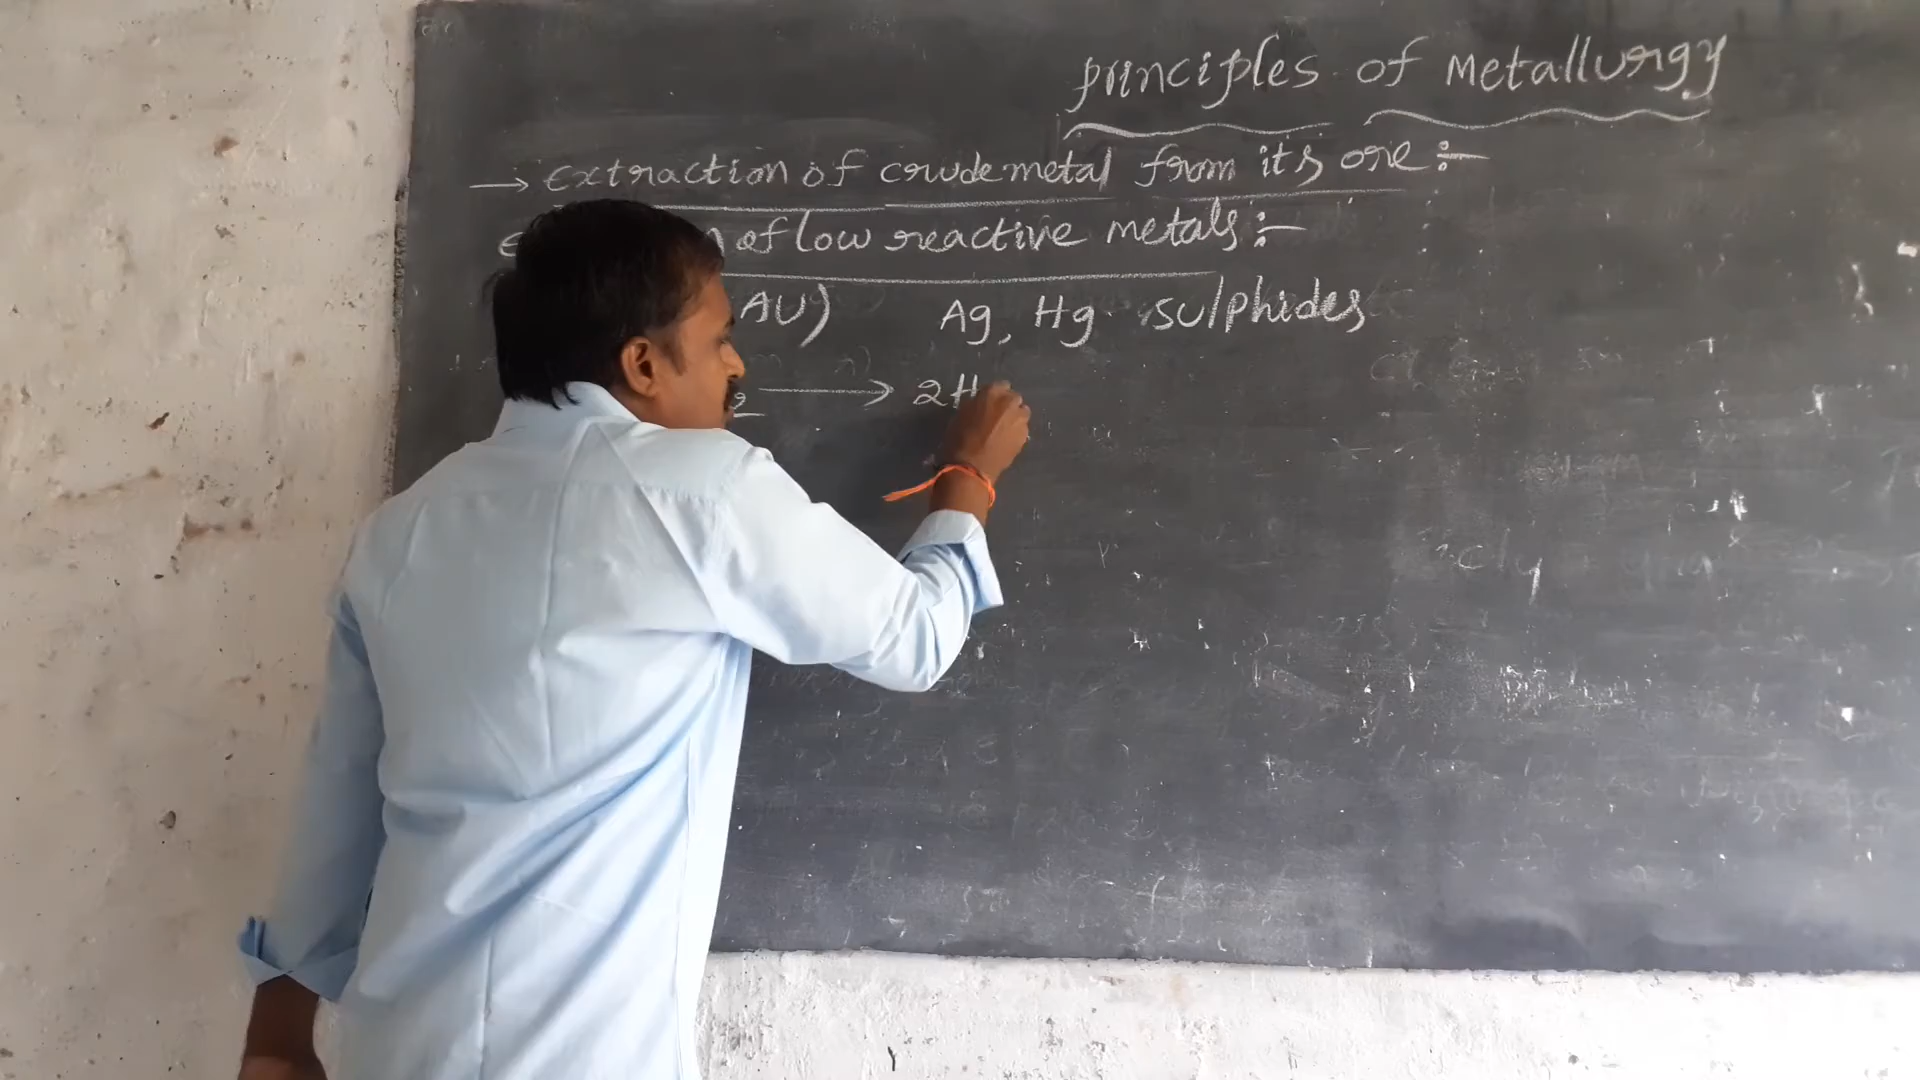 Principles of Metallurgy
→ Extraction of crude metal from its ore :-
of low reactive metals :-
AU) Ag, Hg sulphides
2 → 2H